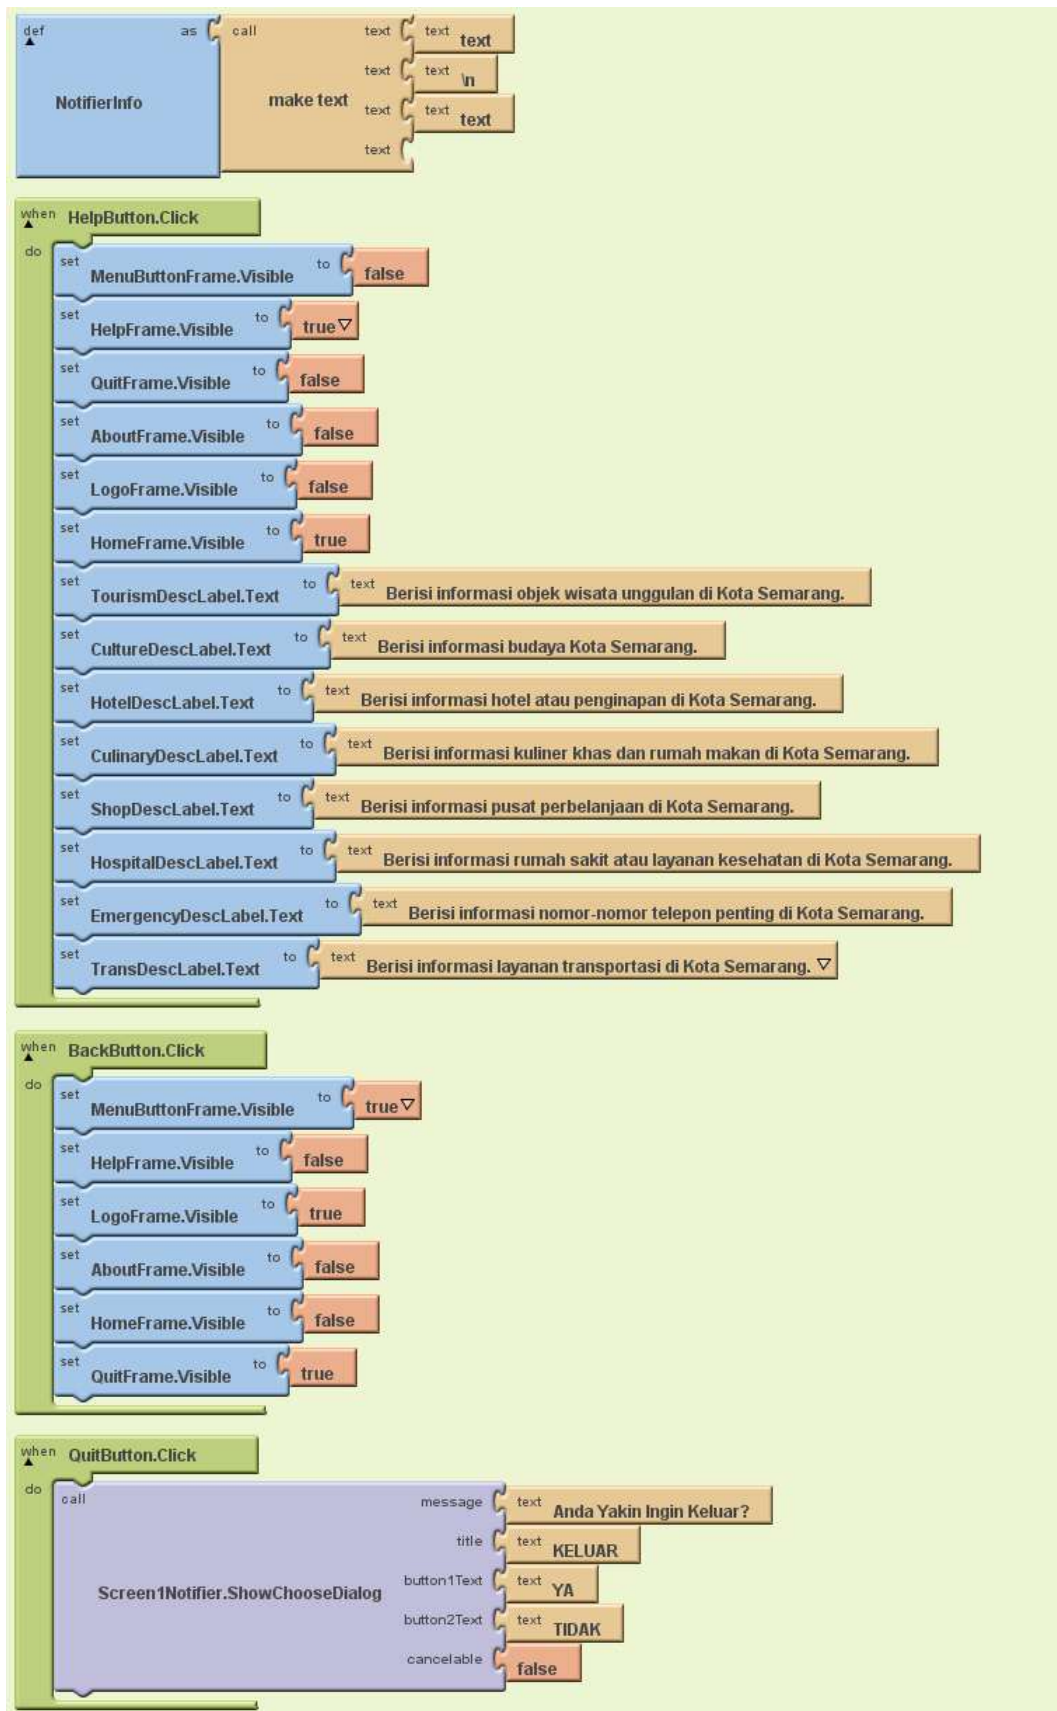 def as call text text text
text text \n
NotifierInfo make text text text text
text
when HelpButton.Click
do set MenuButtonFrame.Visible to false
set HelpFrame.Visible to true
set QuitFrame.Visible to false
set AboutFrame.Visible to false
set LogoFrame.Visible to false
set HomeFrame.Visible to true
set TourismDescLabel.Text to text Berisi informasi objek wisata unggulan di Kota Semarang.
set CultureDescLabel.Text to text Berisi informasi budaya Kota Semarang.
set HotelDescLabel.Text to text Berisi informasi hotel atau penginapan di Kota Semarang.
set CulinaryDescLabel.Text to text Berisi informasi kuliner khas dan rumah makan di Kota Semarang.
set ShopDescLabel.Text to text Berisi informasi pusat perbelanjaan di Kota Semarang.
set HospitalDescLabel.Text to text Berisi informasi rumah sakit atau layanan kesehatan di Kota Semarang.
set EmergencyDescLabel.Text to text Berisi informasi nomor-nomor telepon penting di Kota Semarang.
set TransDescLabel.Text to text Berisi informasi layanan transportasi di Kota Semarang.
when BackButton.Click
do set MenuButtonFrame.Visible to true
set HelpFrame.Visible to false
set LogoFrame.Visible to true
set AboutFrame.Visible to false
set HomeFrame.Visible to false
set QuitFrame.Visible to true
when QuitButton.Click
do call message text Anda Yakin Ingin Keluar?
title text KELUAR
Screen1Notifier.ShowChooseDialog button1Text text YA
button2Text text TIDAK
cancelable false